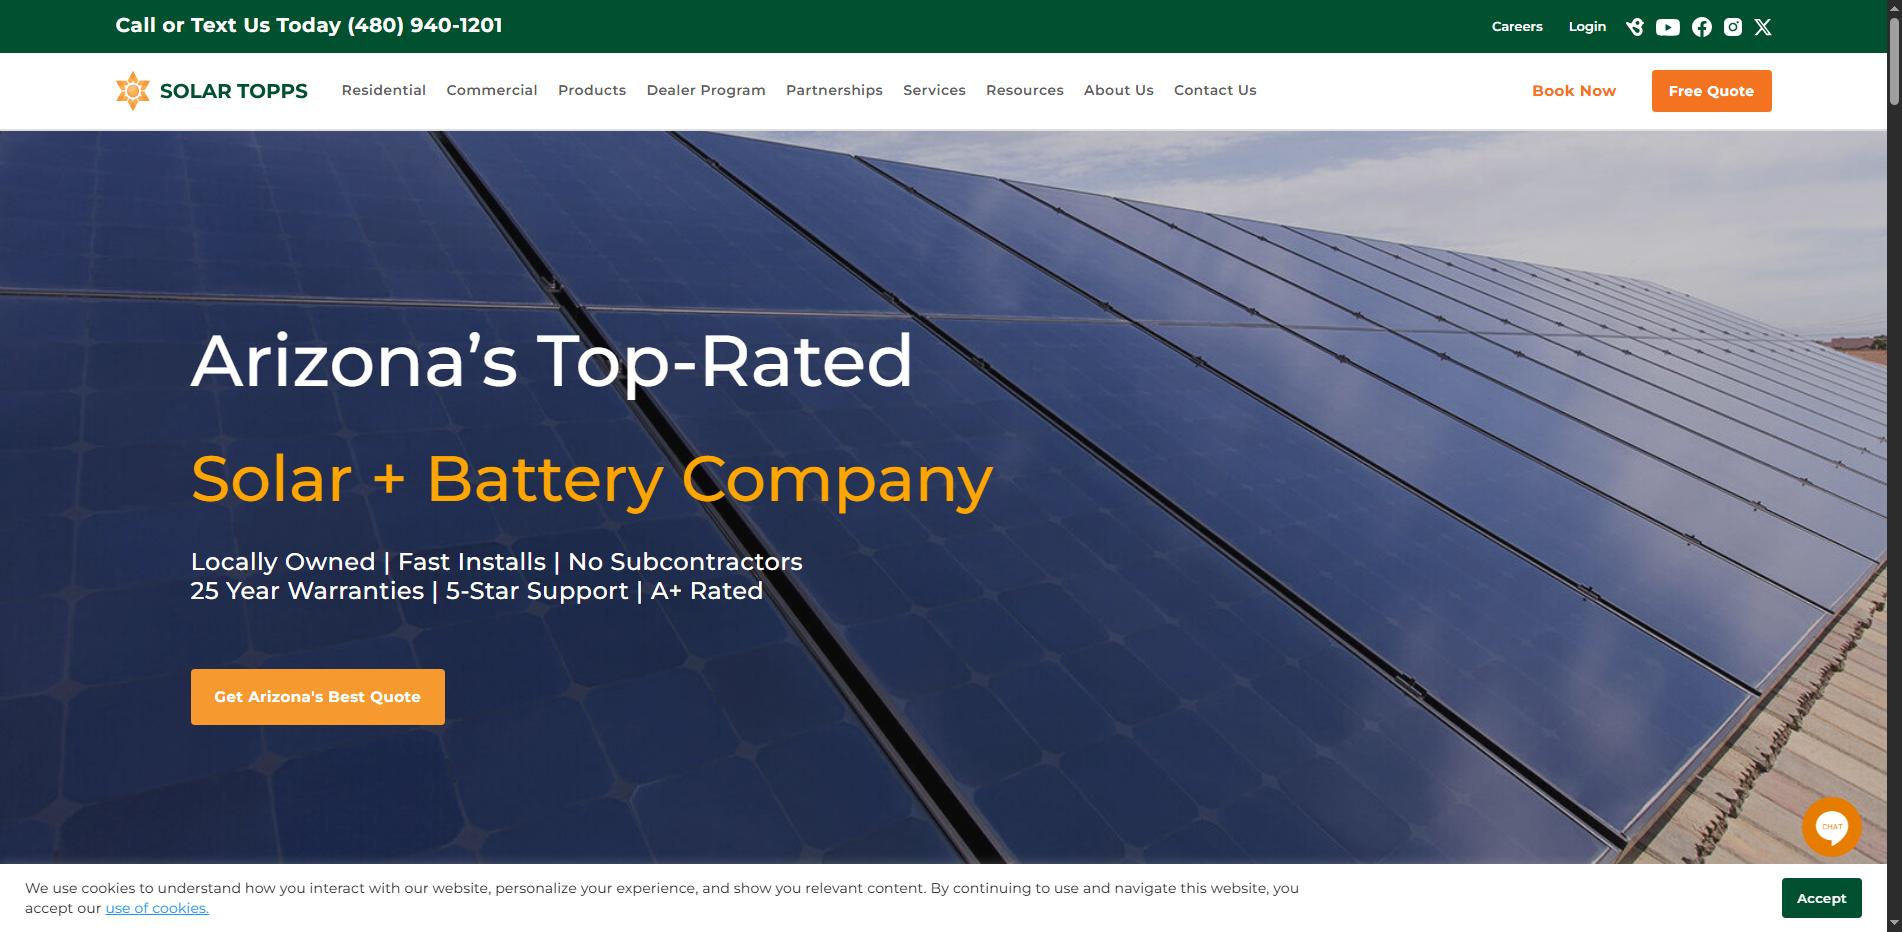 Call or Text Us Today (480) 940-1201
Careers
Login
SOLAR TOPPS
Residential
Commercial
Products
Dealer Program
Partnerships
Services
Resources
About Us
Contact Us
Book Now
Free Quote
Arizona’s Top-Rated
Solar + Battery Company
Locally Owned | Fast Installs | No Subcontractors
25 Year Warranties | 5-Star Support | A+ Rated
Get Arizona's Best Quote
CHAT
We use cookies to understand how you interact with our website, personalize your experience, and show you relevant content. By continuing to use and navigate this website, you
accept our use of cookies.
Accept